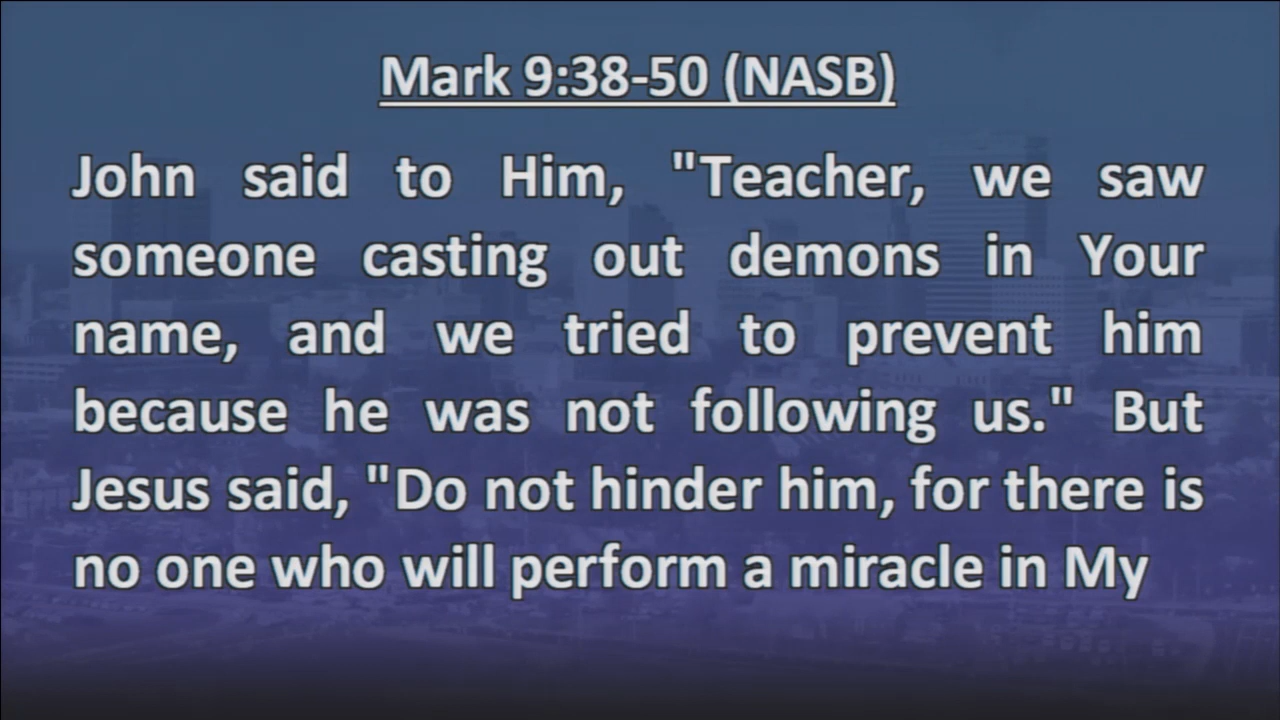 Mark 9:38-50 (NASB)
John said to Him, "Teacher, we saw
someone casting out demons in Your
name, and we tried to prevent him
because he was not following us." But
Jesus said, "Do not hinder him, for there is
no one who will perform a miracle in My